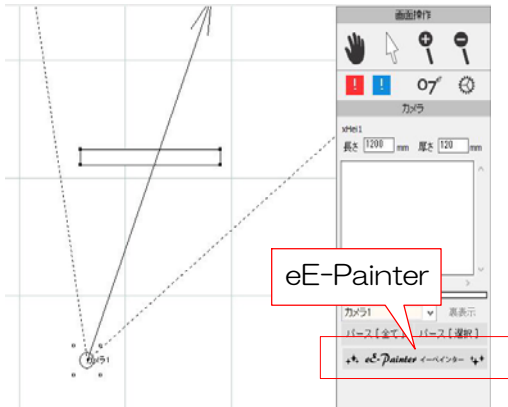 画面操作
! ! 07
カメラ
xHei1
長さ 1200 mm 厚さ 120 mm
eE-Painter
カメラ1 裏表示
パース [全て] パース [選択]
eE-Painter イーペインター
カメラ1